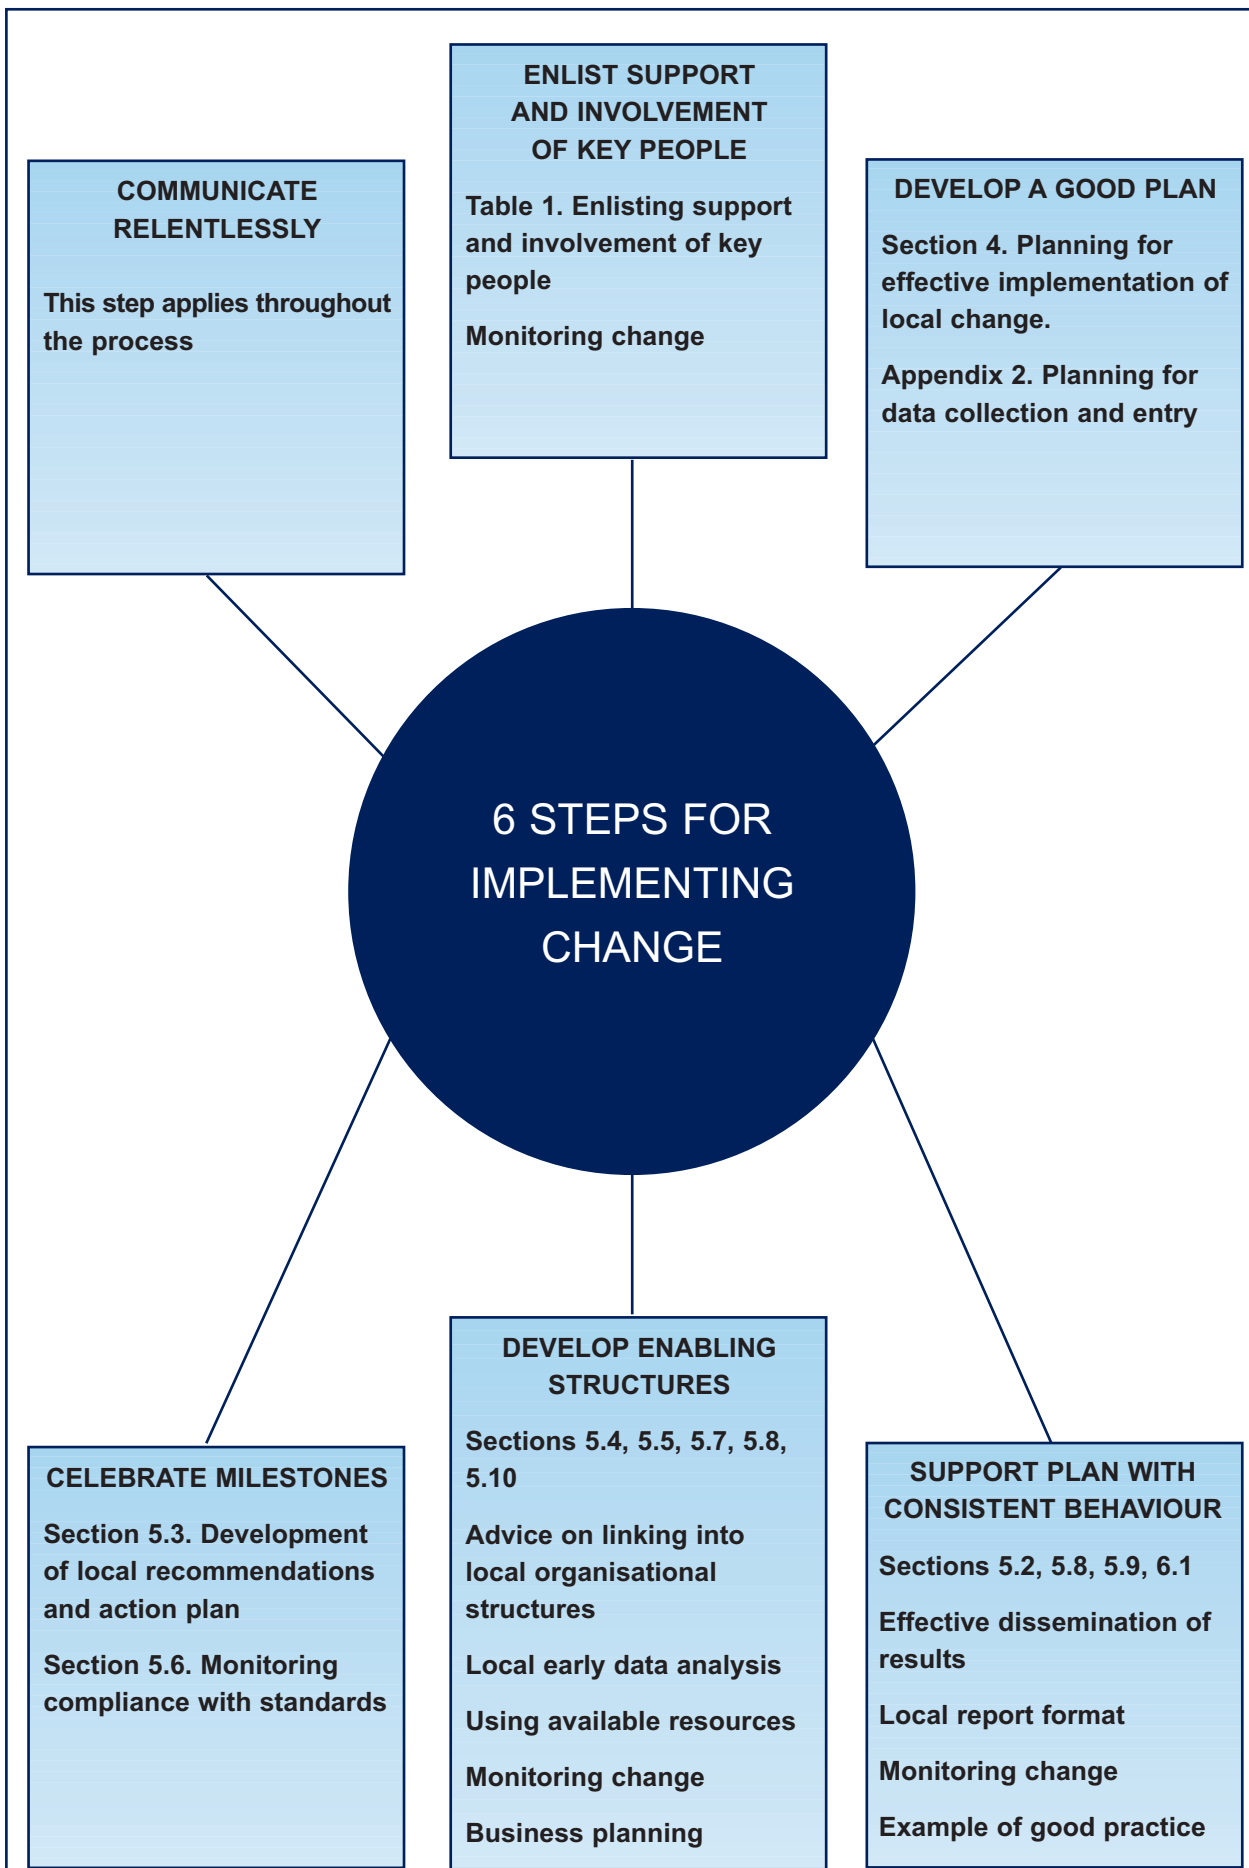 COMMUNICATE
RELENTLESSLY
This step applies throughout
the process
ENLIST SUPPORT
AND INVOLVEMENT
OF KEY PEOPLE
Table 1. Enlisting support
and involvement of key
people
Monitoring change
DEVELOP A GOOD PLAN
Section 4. Planning for
effective implementation of
local change.
Appendix 2. Planning for
data collection and entry
6 STEPS FOR
IMPLEMENTING
CHANGE
CELEBRATE MILESTONES
Section 5.3. Development
of local recommendations
and action plan
Section 5.6. Monitoring
compliance with standards
DEVELOP ENABLING
STRUCTURES
Sections 5.4, 5.5, 5.7, 5.8,
5.10
Advice on linking into
local organisational
structures
Local early data analysis
Using available resources
Monitoring change
Business planning
SUPPORT PLAN WITH
CONSISTENT BEHAVIOUR
Sections 5.2, 5.8, 5.9, 6.1
Effective dissemination of
results
Local report format
Monitoring change
Example of good practice